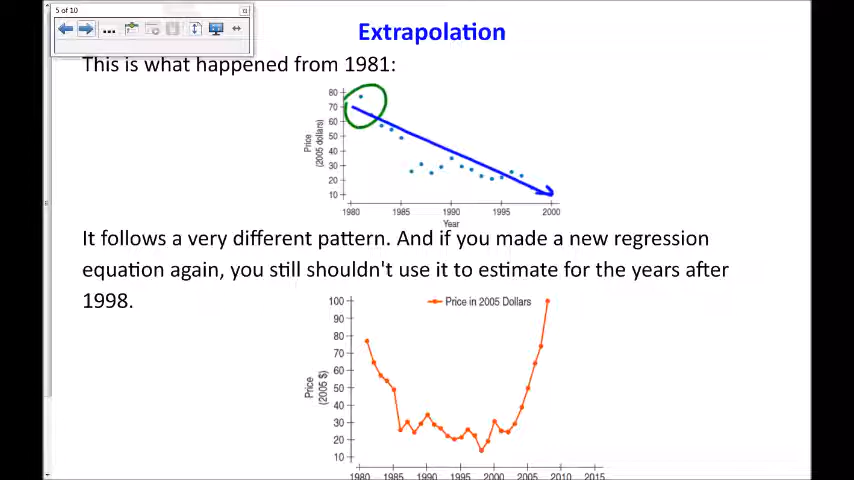 5 of 10
Extrapolation
This is what happened from 1981:
80
70
60
50
40
30
20
10
Price
(2005 dollars)
1980 1985 1990 1995 2000
Year
It follows a very different pattern. And if you made a new regression
equation again, you still shouldn't use it to estimate for the years after
1998.
Price in 2005 Dollars
100
90
80
70
60
50
40
30
20
10
Price
(2005 $)
1980 1985 1990 1995 2000 2005 2010 2015